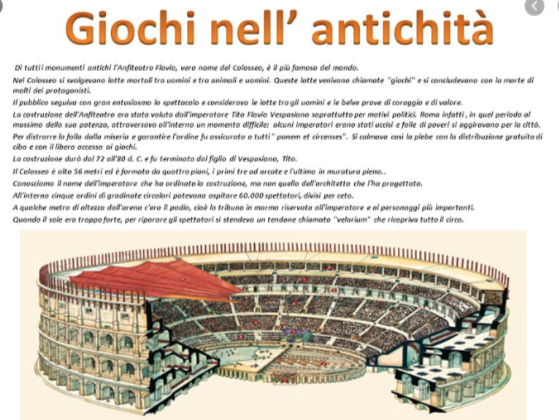 Giochi nell' antichità
Di tutti i monumenti antichi l'Anfiteatro Flavio, vero nome del Colosseo, è il più famoso del mondo.
Nel Colosseo si svolgevano lotte mortali tra uomini e tra animali e uomini. Queste lotte venivano chiamate "giochi" e si concludevano con la morte di
molti dei protagonisti.
Il pubblico seguiva con gran entusiasmo lo spettacolo e considerava le lotte tra gli uomini e le belve prove di coraggio e di valore.
La costruzione dell'Anfiteatro era stata voluta dall'imperatore Tito Flavio Vespasiano soprattutto per motivi politici. Roma infatti, in quel periodo al
massimo della sua potenza, attraversava all'interno un momento difficile: alcuni imperatori erano stati uccisi e folle di poveri si aggiravano per la città.
Per distrarre la folla dalla miseria e garantire l'ordine fu assicurato a tutti "panem et circenses". Si calmava così la plebe con la distribuzione gratuita di
cibo e con il libero accesso ai giochi.
La costruzione durò dal 72 all'80 d. C. e fu terminata dal figlio di Vespasiano, Tito.
Il Colosseo è alto 56 metri ed è formato da quattro piani, i primi tre ad arcate e l'ultimo in muratura piena..
Conosciamo il nome dell'imperatore che ha ordinato la costruzione, ma non quello dell'architetto che l'ha progettato.
All'interno cinque ordini di gradinate circolari potevano ospitare 60.000 spettatori, divisi per ceto.
A qualche metro di altezza dall'arena c'era il podio, cioè la tribuna in marmo riservata all'imperatore e ai personaggi più importanti.
Quando il sole era troppo forte, per riparare gli spettatori si stendeva un tendone chiamato "velarium" che ricopriva tutto il circo.